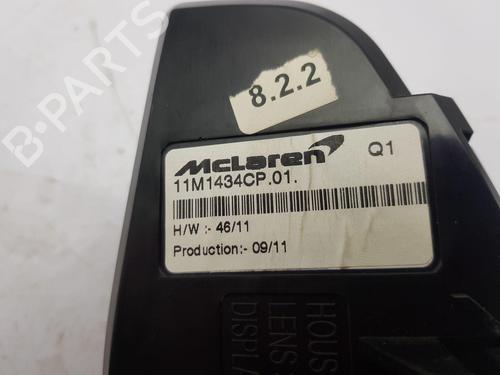 B-PARTS
8.2.2
McLaren Q1
11M1434CP.01.
H/W :- 46/11
Production:- 09/11
HOUS
LENS
DISPLA